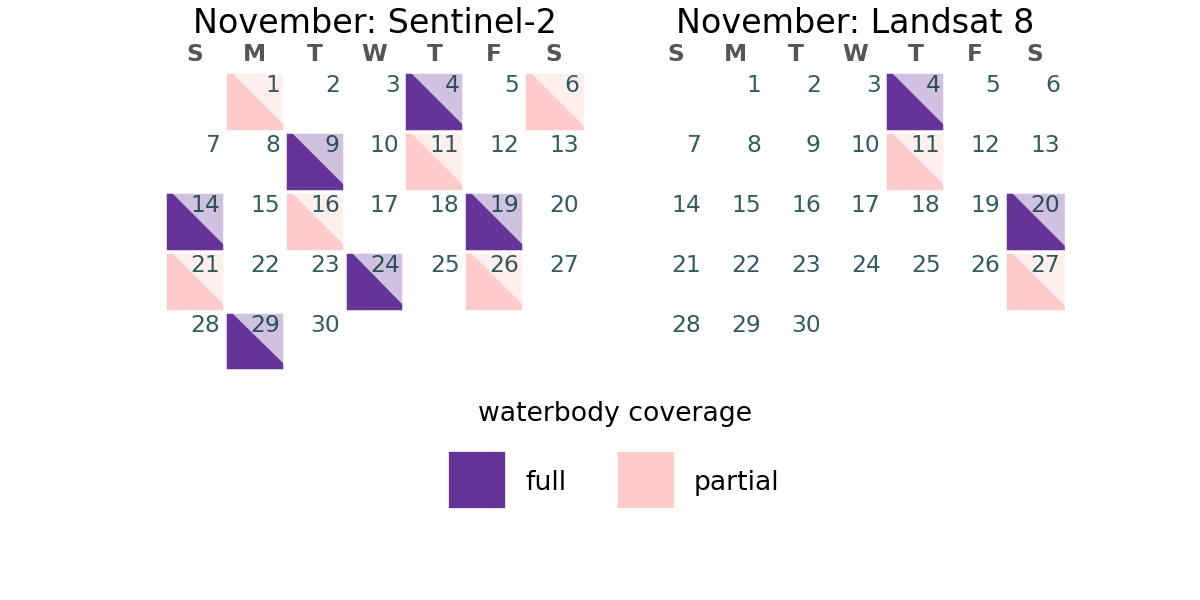 November: Sentinel-2
S M T W T F S
1 2 3 4 5 6
7 8 9 10 11 12 13
14 15 16 17 18 19 20
21 22 23 24 25 26 27
28 29 30
November: Landsat 8
S M T W T F S
1 2 3 4 5 6
7 8 9 10 11 12 13
14 15 16 17 18 19 20
21 22 23 24 25 26 27
28 29 30
waterbody coverage
full
partial